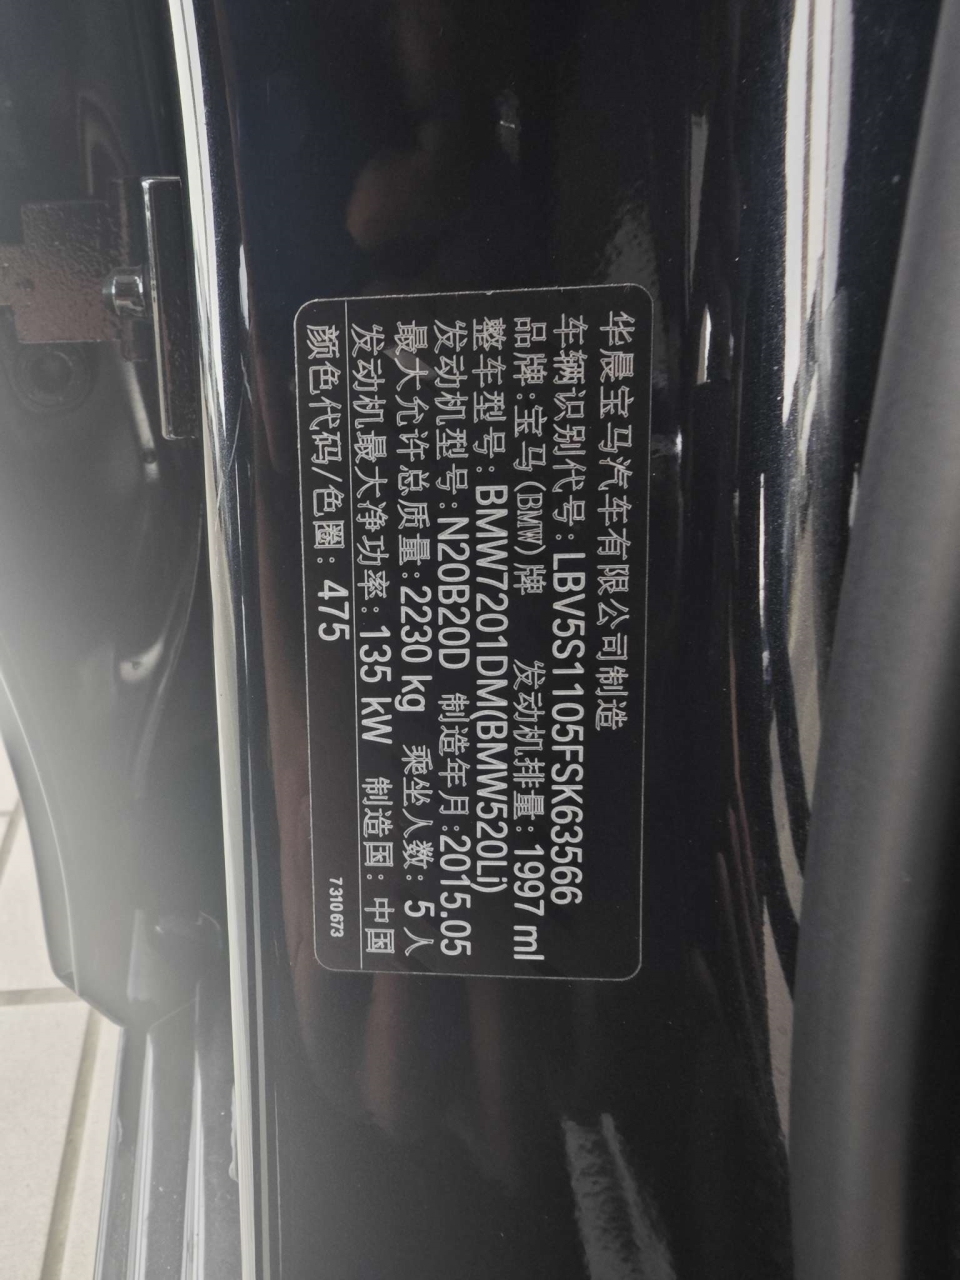 华晨宝马汽车有限公司制造
车辆识别代号:LBV5S1105FSK63566
品牌:宝马(BMW)牌 发动机排量:1997 ml
整车型号:BMW7201DM(BMW520Li)
发动机型号:N20B20D 制造年月:2015.05
最大允许总质量:2230 kg 乘坐人数:5人
发动机最大净功率:135 kW 制造国:中国
颜色代码/色圈:475
7 310 673